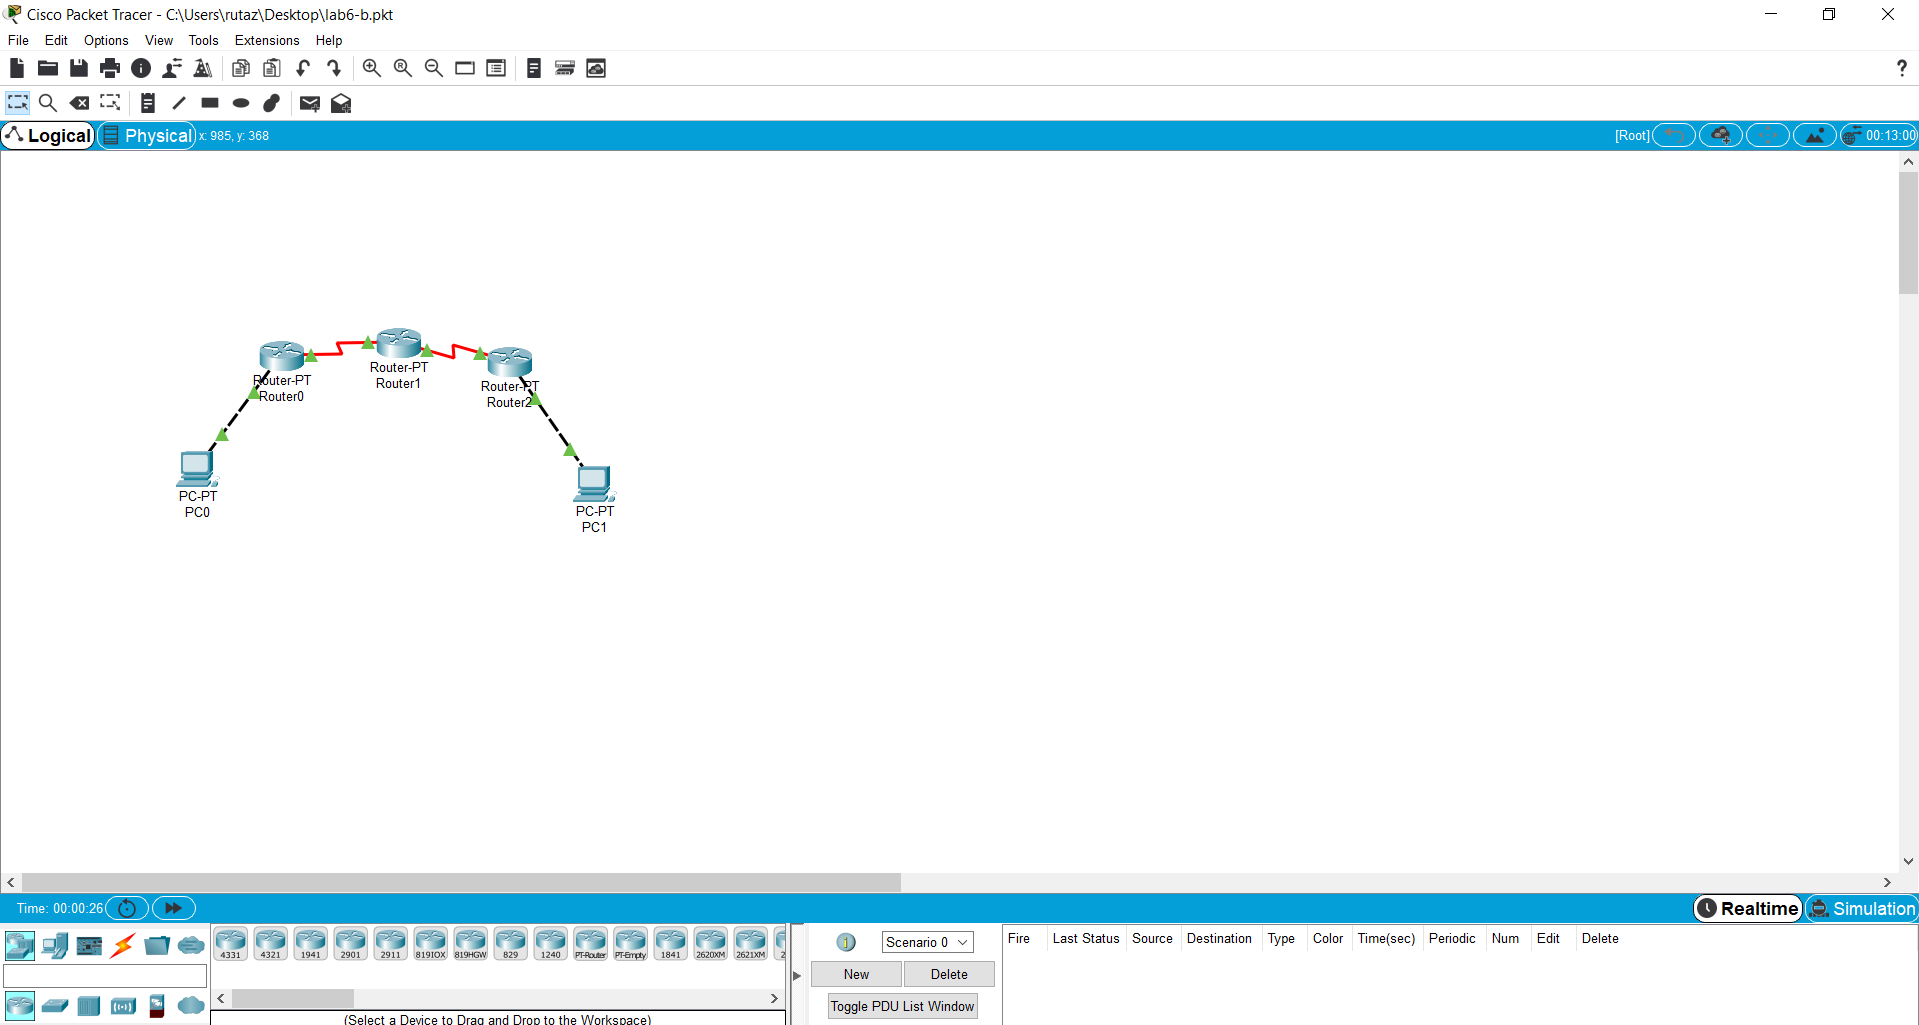 Cisco Packet Tracer - C:\Users\rutaz\Desktop\lab6-b.pkt
File Edit Options View Tools Extensions Help
?
Logical Physical x: 985, y: 368 [Root] 00:13:00
Router-PT
Router0
Router-PT
Router1
Router-PT
Router2
PC-PT
PC0
PC-PT
PC1
Time: 00:00:26 Realtime Simulation
4331 4321 1941 2901 2911 819IOX 819HGW 829 1240 PT-Router PT-Empty 1841 2620XM 2621XM 2
(Select a Device to Drag and Drop to the Workspace)
Scenario 0
New Delete
Toggle PDU List Window
Fire Last Status Source Destination Type Color Time(sec) Periodic Num Edit Delete